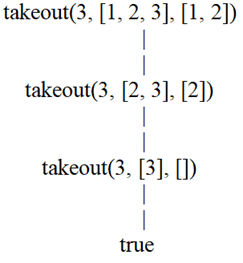 takeout(3, [1, 2, 3], [1, 2])
takeout(3, [2, 3], [2])
takeout(3, [3], [])
true